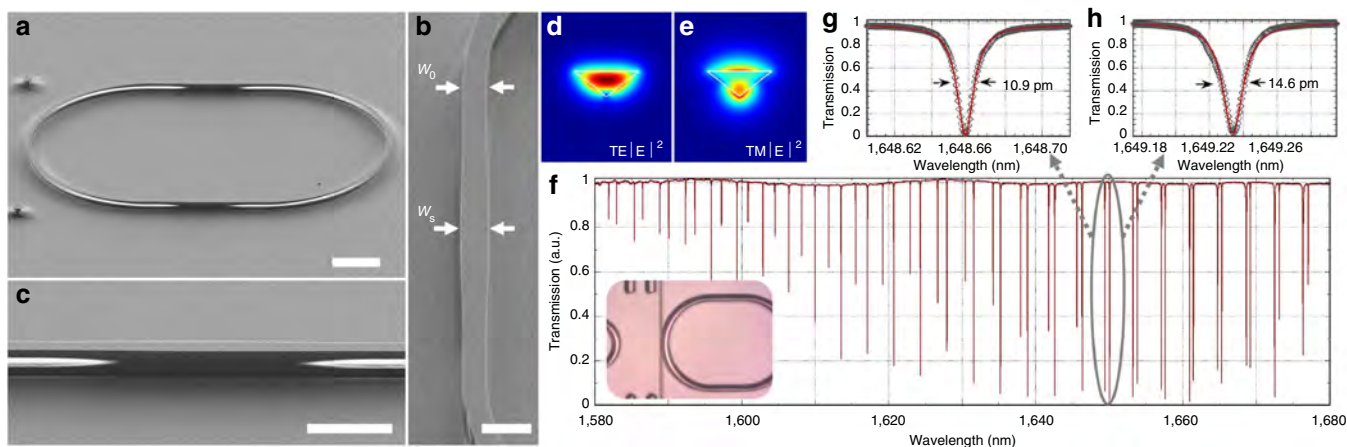 a
b
W0
Ws
c
d
TE|E|2
e
TM|E|2
g
Transmission
1
0.8
0.6
0.4
0.2
0
10.9 pm
1,648.62
1,648.66
1,648.70
Wavelength (nm)
h
Transmission
1
0.8
0.6
0.4
0.2
0
14.6 pm
1,649.18
1,649.22
1,649.26
Wavelength (nm)
f
Transmission (a.u.)
1
0.8
0.6
0.4
0.2
0
1,580
1,600
1,620
1,640
1,660
1,680
Wavelength (nm)